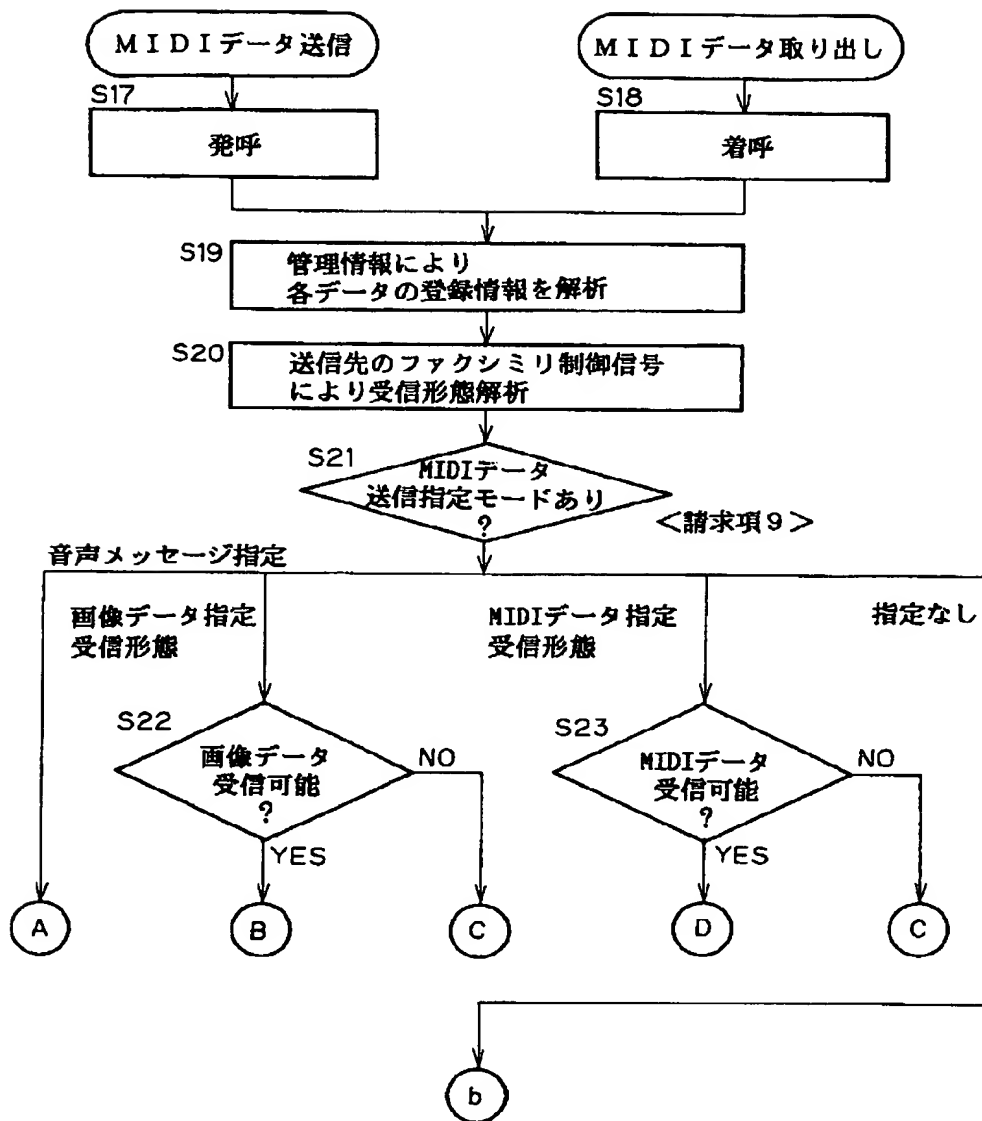 MIDIデータ送信
MIDIデータ取り出し
S17
発呼
S18
着呼
S19
管理情報により
各データの登録情報を解析
S20
送信先のファクシミリ制御信号
により受信形態解析
S21
MIDIデータ
送信指定モードあり
?
<請求項9>
音声メッセージ指定
画像データ指定
受信形態
MIDIデータ指定
受信形態
指定なし
S22
画像データ
受信可能
?
NO
YES
S23
MIDIデータ
受信可能
?
NO
YES
A
B
C
D
C
b